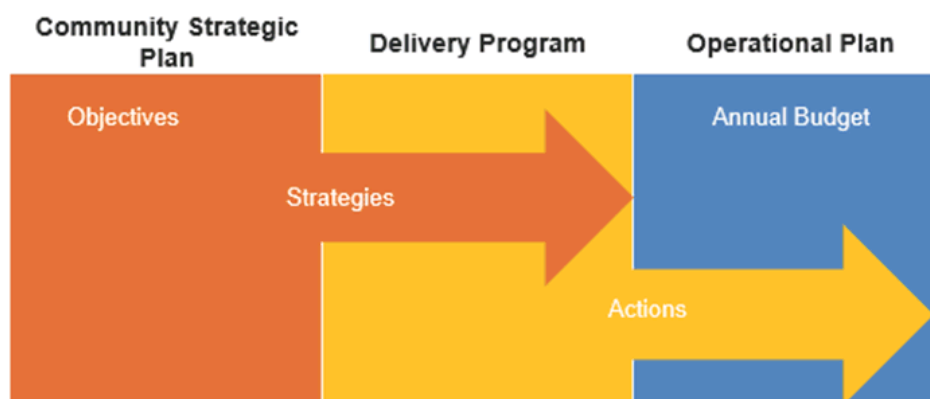 Community Strategic
Plan
Delivery Program
Operational Plan
Objectives
Annual Budget
Strategies
Actions